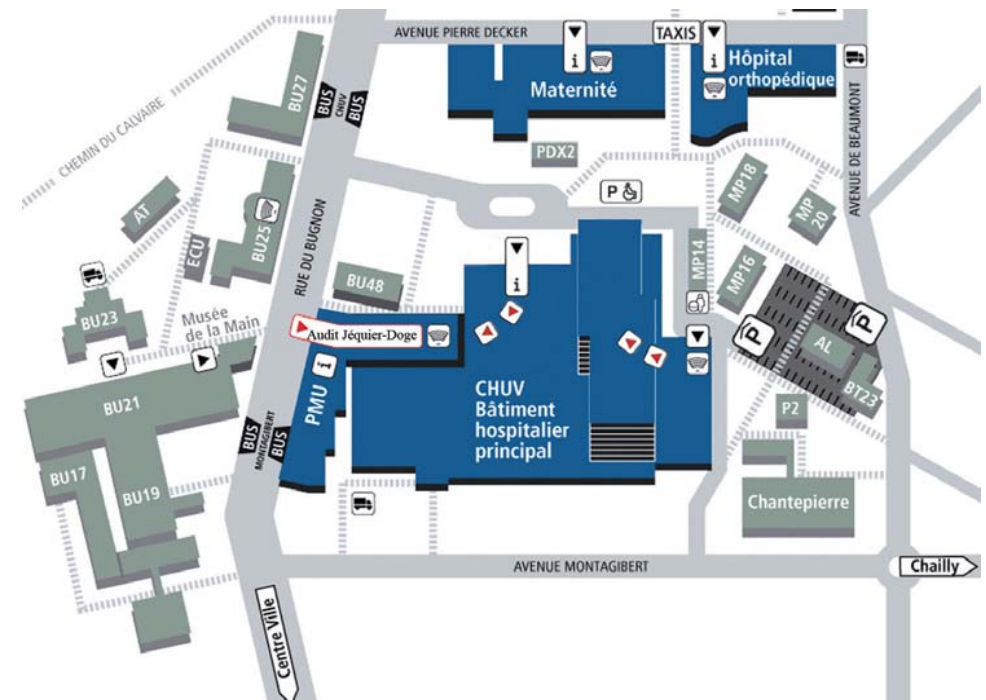 AVENUE PIERRE DECKER
TAXIS
i
i
Maternité
Hôpital
orthopédique
BU27
BUS
CHUV
BUS
CHEMIN DU CALVAIRE
AVENUE DE BEAUMONT
PDX2
P
MP18
MP
20
AT
ECU
BU25
RUE DU BUGNON
MP14
MP16
i
BU48
BU23
Musée
de la Main
Audit Jéquier-Doge
P
P
AL
BT23
i
PMU
CHUV
Bâtiment
hospitalier
principal
BU21
P2
BUS
MONTAGIBERT
BUS
BU17
BU19
Chantepierre
AVENUE MONTAGIBERT
Chailly
Centre Ville